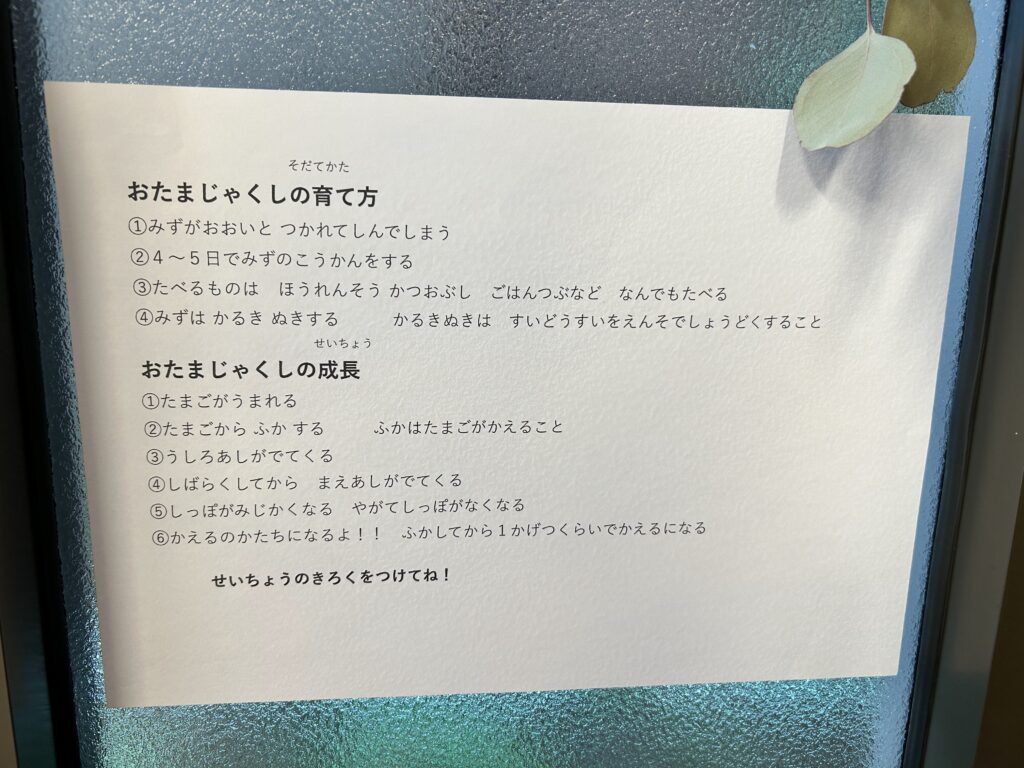 そだてかた
おたまじゃくしの育て方
①みずがおおいと つかれてしんでしまう
②４～５日でみずのこうかんをする
③たべるものは　ほうれんそう かつおぶし　ごはんつぶなど　なんでもたべる
④みずは かるき ぬきする　　　かるきぬきは　すいどうすいをえんそでしょうどくすること
せいちょう
おたまじゃくしの成長
①たまごがうまれる
②たまごから ふか する　　　ふかはたまごがかえること
③うしろあしがでてくる
④しばらくしてから　まえあしがでてくる
⑤しっぽがみじかくなる　やがてしっぽがなくなる
⑥かえるのかたちになるよ！！　ふかしてから１かげつくらいでかえるになる
せいちょうのきろくをつけてね！